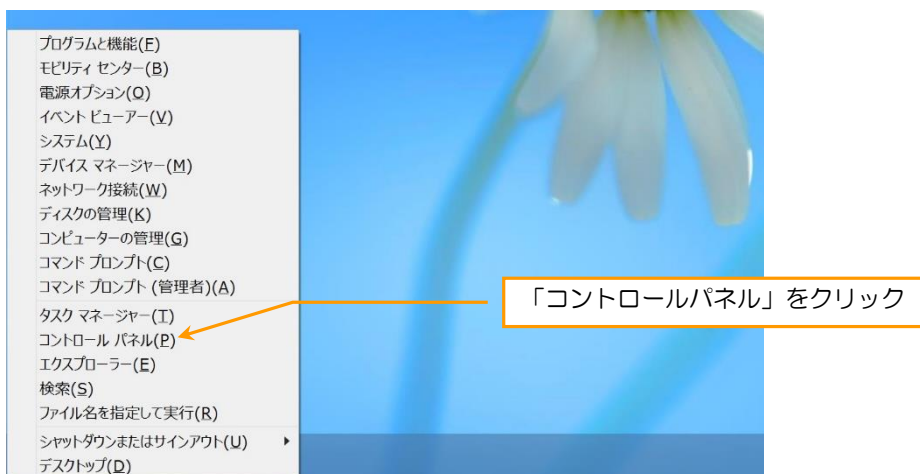 プログラムと機能(F)
モビリティ センター(B)
電源オプション(O)
イベント ビューアー(V)
システム(Y)
デバイス マネージャー(M)
ネットワーク接続(W)
ディスクの管理(K)
コンピューターの管理(G)
コマンド プロンプト(C)
コマンド プロンプト (管理者)(A)
「コントロールパネル」をクリック
タスク マネージャー(T)
コントロール パネル(P)
エクスプローラー(E)
検索(S)
ファイル名を指定して実行(R)
シャットダウンまたはサインアウト(U)
デスクトップ(D)